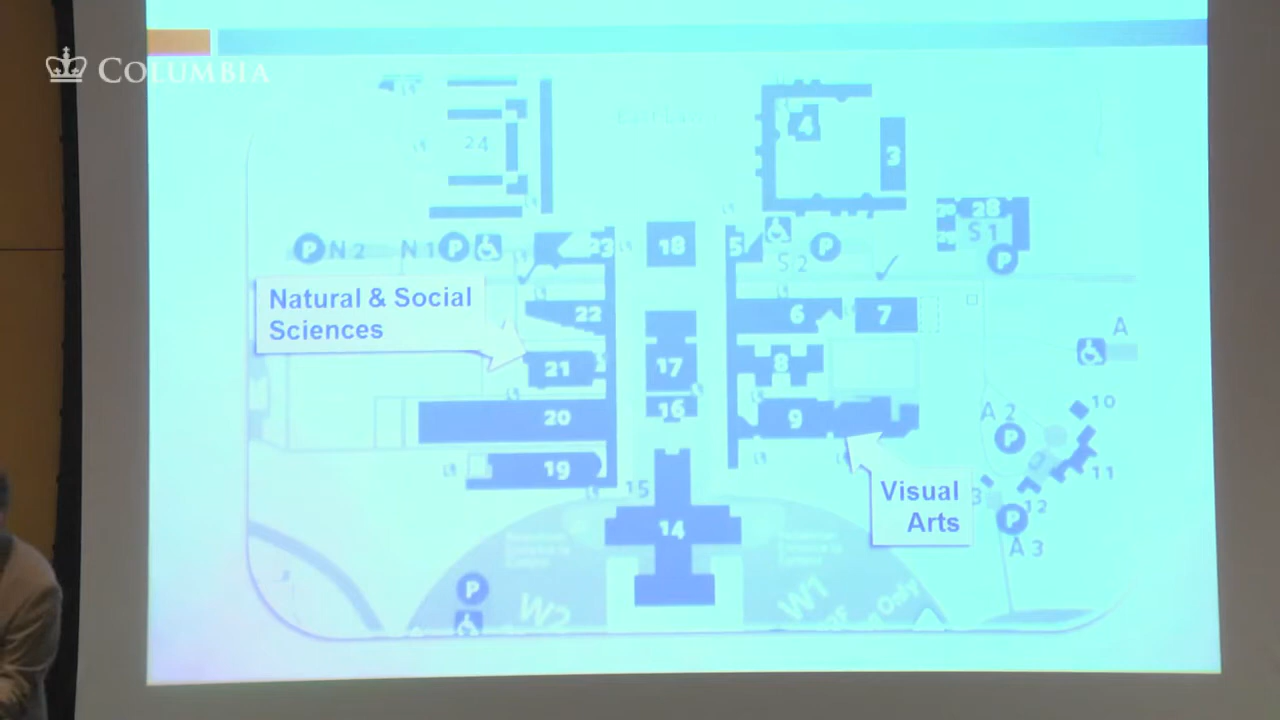 COLUMBIA
24
4
3
28
S 1
P
P N 2
N 1 P
23
18
5
P
S 2
Natural & Social
Sciences
22
6
7
21
17
8
A
20
16
9
10
A 2
P
11
19
15
Visual
Arts
12
P
A 3
14
P
W2
W1
Only